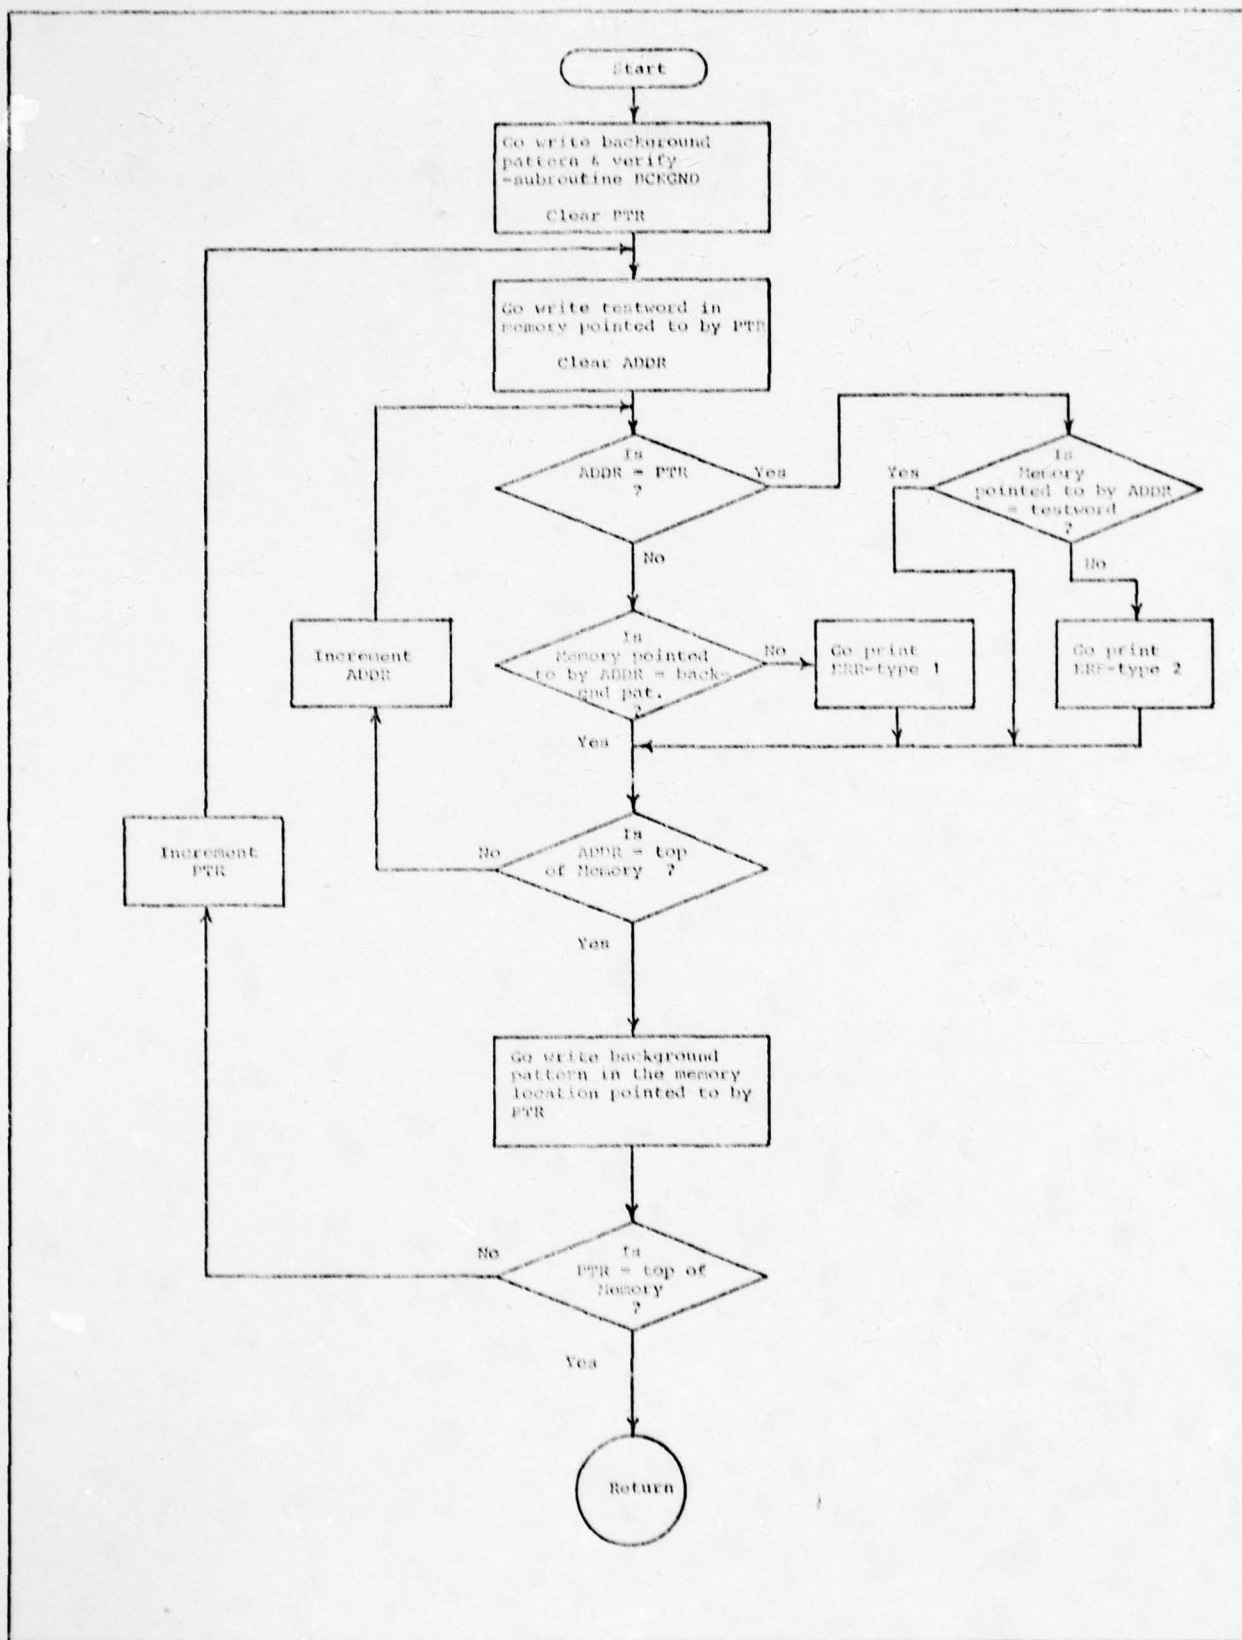 Start
Go write background
pattern & verify
-subroutine BCKGND
Clear PTR
Go write testword in
memory pointed to by PTR
Clear ADDR
Is
ADDR = PTR
?
Yes
No
Is
Memory
pointed to by ADDR
= testword
?
Yes
No
Increment
ADDR
Is
Memory pointed
to by ADDR = back-
gnd pat.
?
No
Yes
Go print
ERR-type 1
Go print
ERR-type 2
Increment
PTR
Is
ADDR = top
of Memory ?
No
Yes
Go write background
pattern in the memory
location pointed to by
PTR
Is
PTR = top of
Memory
?
No
Yes
Return